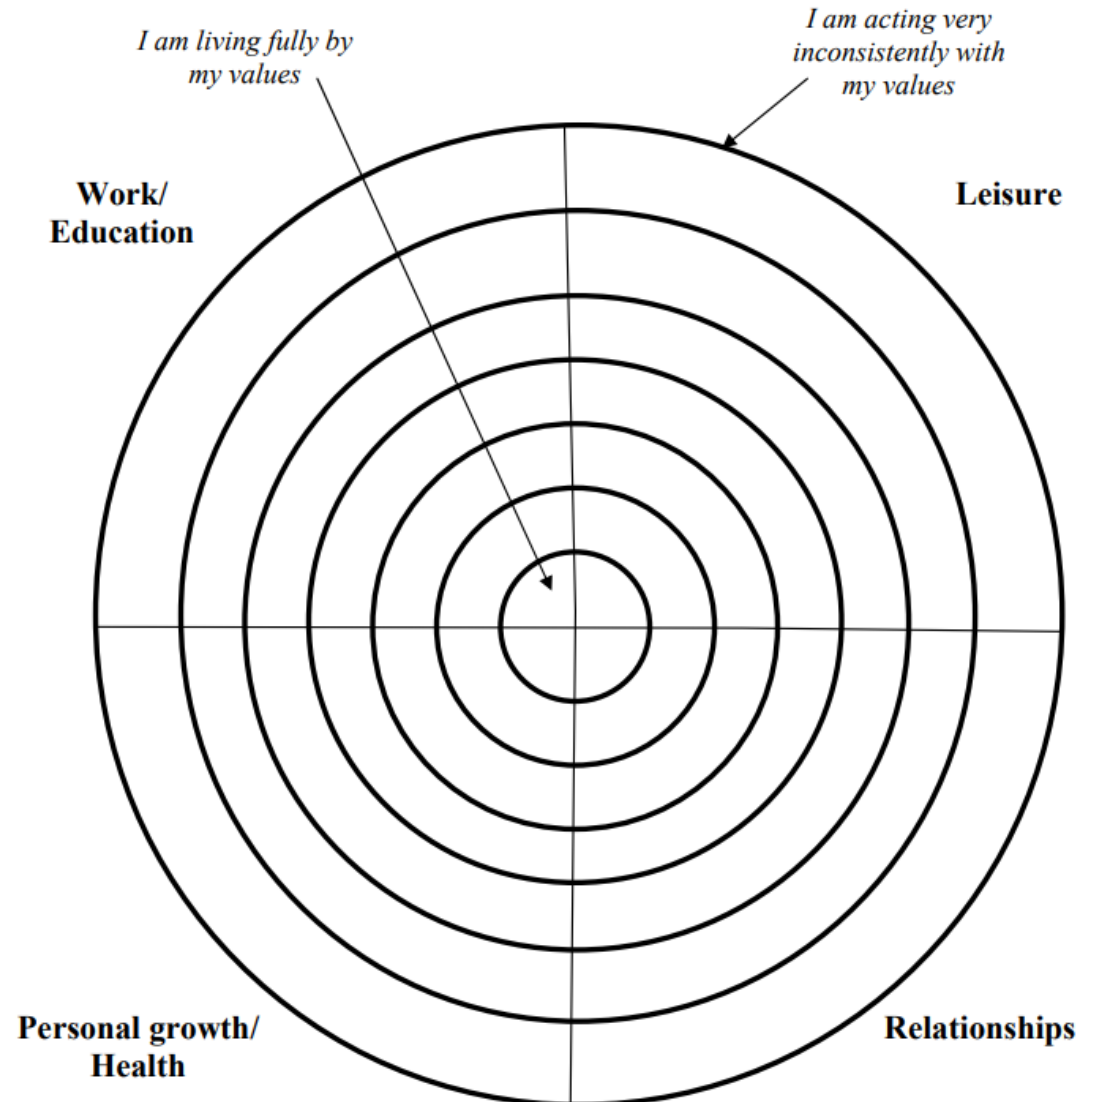 I am living fully by
my values
I am acting very
inconsistently with
my values
Work/
Education
Leisure
Personal growth/
Health
Relationships